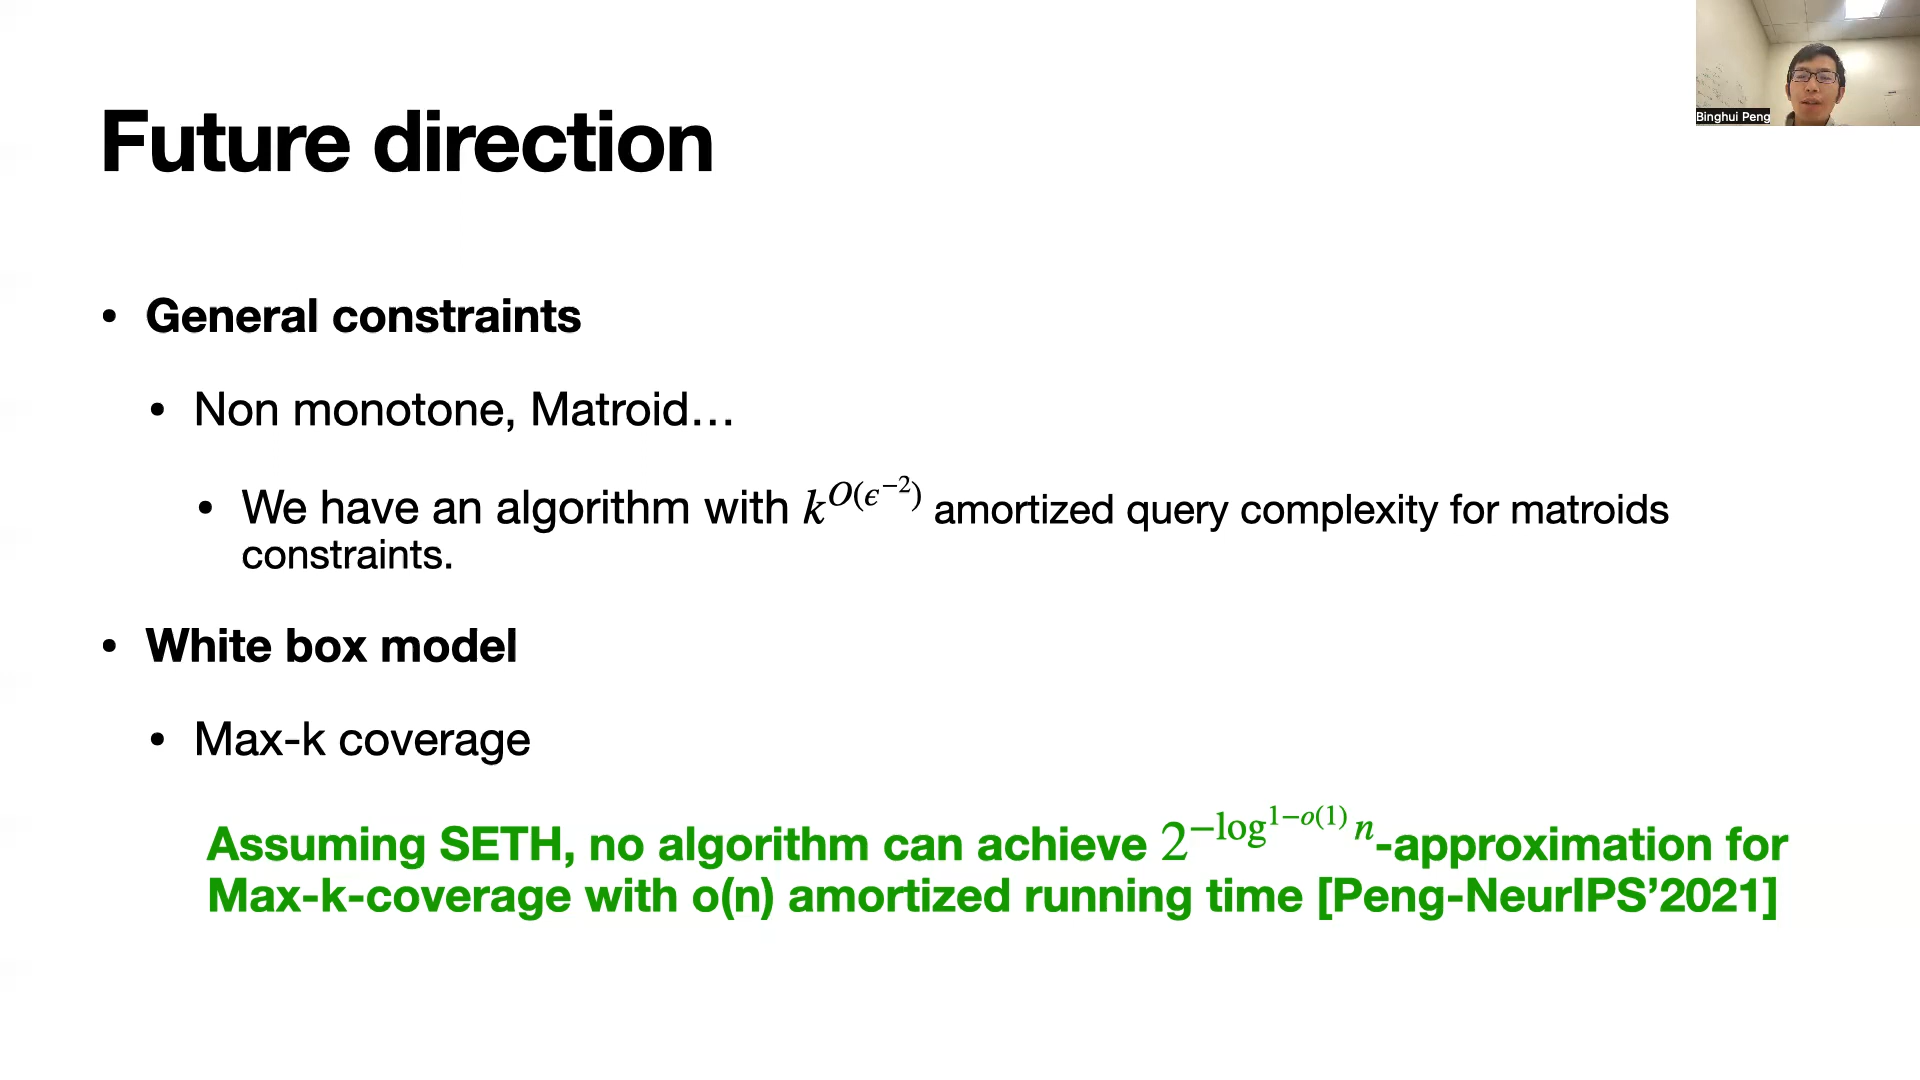 Binghui Peng
Future direction
• General constraints
• Non monotone, Matroid…
• We have an algorithm with $k^{O(\epsilon^{-2})}$ amortized query complexity for matroids
constraints.
• White box model
• Max-k coverage
Assuming SETH, no algorithm can achieve $2^{-\log^{1-o(1)} n}$-approximation for
Max-k-coverage with o(n) amortized running time [Peng-NeurIPS’2021]